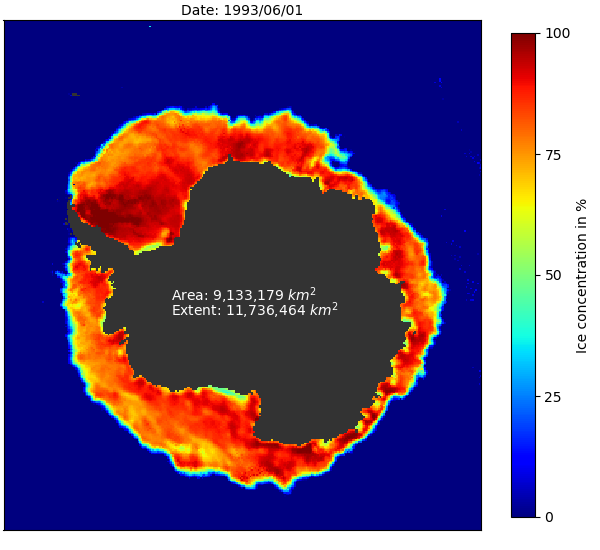 Date: 1993/06/01
100
75
50
25
0
Ice concentration in %
Area: 9,133,179 km²
Extent: 11,736,464 km²